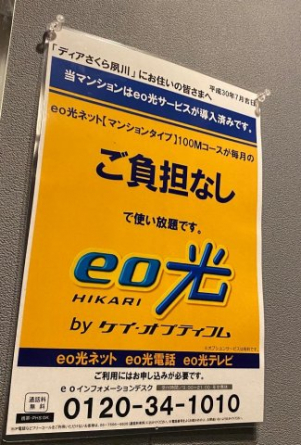 「ディアさくら夙川」にお住いの皆さまへ
平成30年7月吉日
当マンションはeo光サービスが導入済みです。
eo光ネット【マンションタイプ】100Mコースが毎月の
ご負担なし
で使い放題です。
eo光
HIKARI
by ケイ・オプティコム
eo光ネット eo光電話 eo光テレビ
ご利用にはお申し込みが必要です。
eoインフォメーションデスク
通話料
無料
0120-34-1010